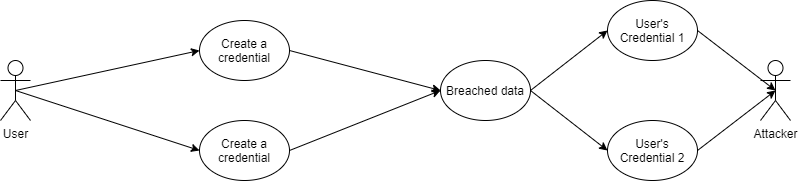 User
Create a
credential
Create a
credential
Breached data
User's
Credential 1
User's
Credential 2
Attacker